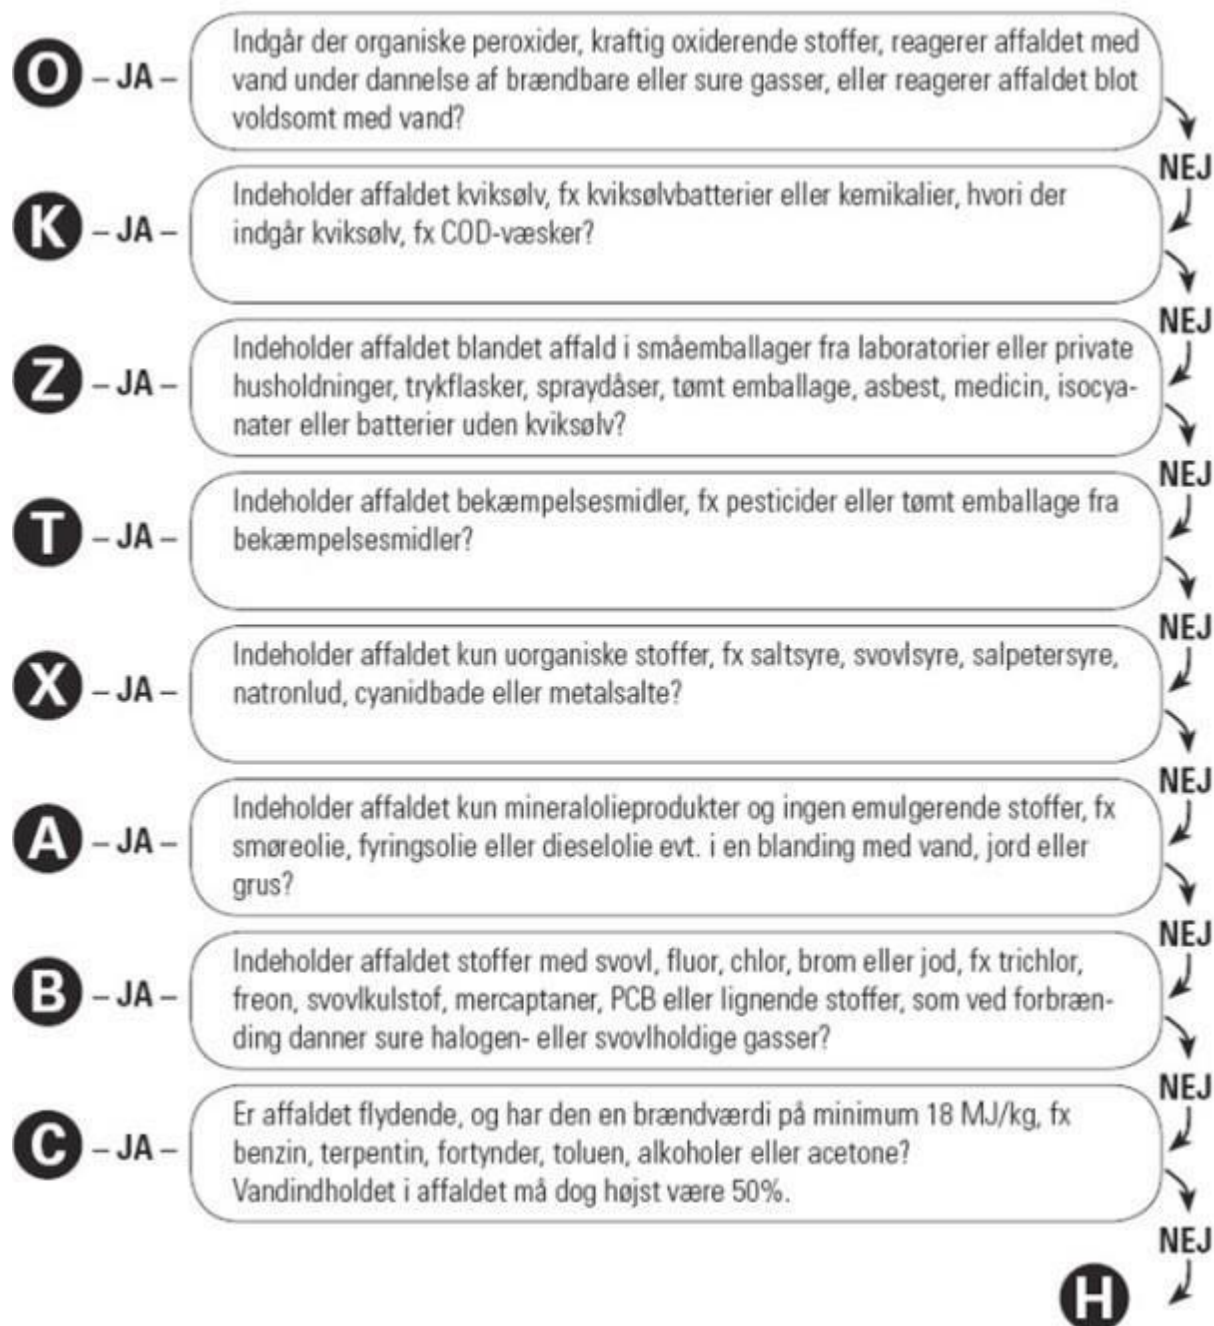 O – JA – Indgår der organiske peroxider, kraftig oxiderende stoffer, reagerer affaldet med
vand under dannelse af brændbare eller sure gasser, eller reagerer affaldet blot
voldsomt med vand?
NEJ
K – JA – Indeholder affaldet kviksølv, fx kviksølvbatterier eller kemikalier, hvori der
indgår kviksølv, fx COD-væsker?
NEJ
Z – JA – Indeholder affaldet blandet affald i småemballager fra laboratorier eller private
husholdninger, trykflasker, spraydåser, tømt emballage, asbest, medicin, isocya-
nater eller batterier uden kviksølv?
NEJ
T – JA – Indeholder affaldet bekæmpelsesmidler, fx pesticider eller tømt emballage fra
bekæmpelsesmidler?
NEJ
X – JA – Indeholder affaldet kun uorganiske stoffer, fx saltsyre, svovlsyre, salpetersyre,
natronlud, cyanidbade eller metalsalte?
NEJ
A – JA – Indeholder affaldet kun mineralolieprodukter og ingen emulgerende stoffer, fx
smøreolie, fyringsolie eller dieselolie evt. i en blanding med vand, jord eller
grus?
NEJ
B – JA – Indeholder affaldet stoffer med svovl, fluor, chlor, brom eller jod, fx trichlor,
freon, svovlkulstof, mercaptaner, PCB eller lignende stoffer, som ved forbræn-
ding danner sure halogen- eller svovlholdige gasser?
NEJ
C – JA – Er affaldet flydende, og har den en brændværdi på minimum 18 MJ/kg, fx
benzin, terpentin, fortynder, toluen, alkoholer eller acetone?
Vandindholdet i affaldet må dog højst være 50%.
NEJ
H